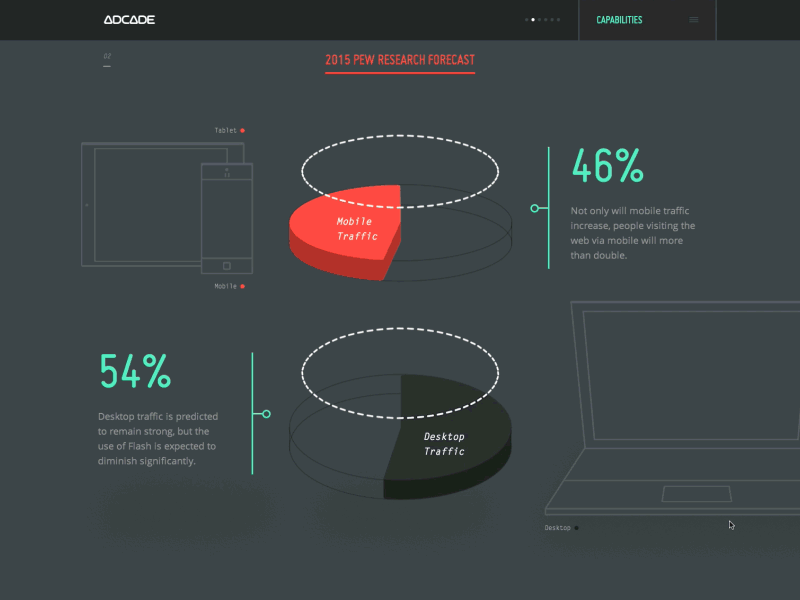 ADCADE
CAPABILITIES
02
2015 PEW RESEARCH FORECAST
Tablet
Mobile
Traffic
46%
Not only will mobile traffic
increase, people visiting the
web via mobile will more
than double.
Mobile
54%
Desktop traffic is predicted
to remain strong, but the
use of Flash is expected to
diminish significantly.
Desktop
Traffic
Desktop